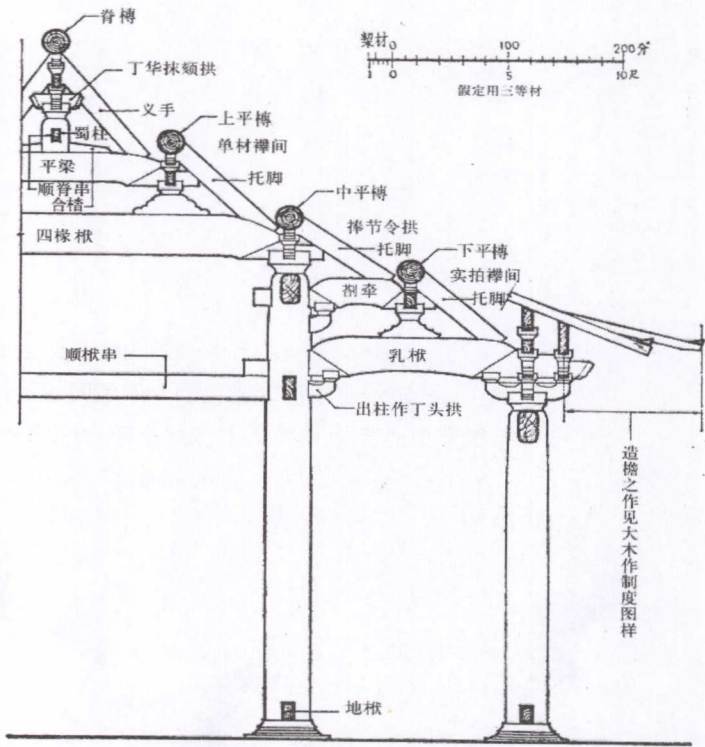 脊槫
丁华抹颏拱
义手
蜀柱
平梁
顺脊串
合㭼
上平槫
单材襻间
托脚
四椽栿
中平槫
捧节令拱
托脚
下平槫
实拍襻间
托脚
劄牵
乳栿
顺栿串
出柱作丁头拱
地栿
栔材 0 100 200分°
1 0 5 10尺
假定用三等材
造檐之作见大木作制度图样